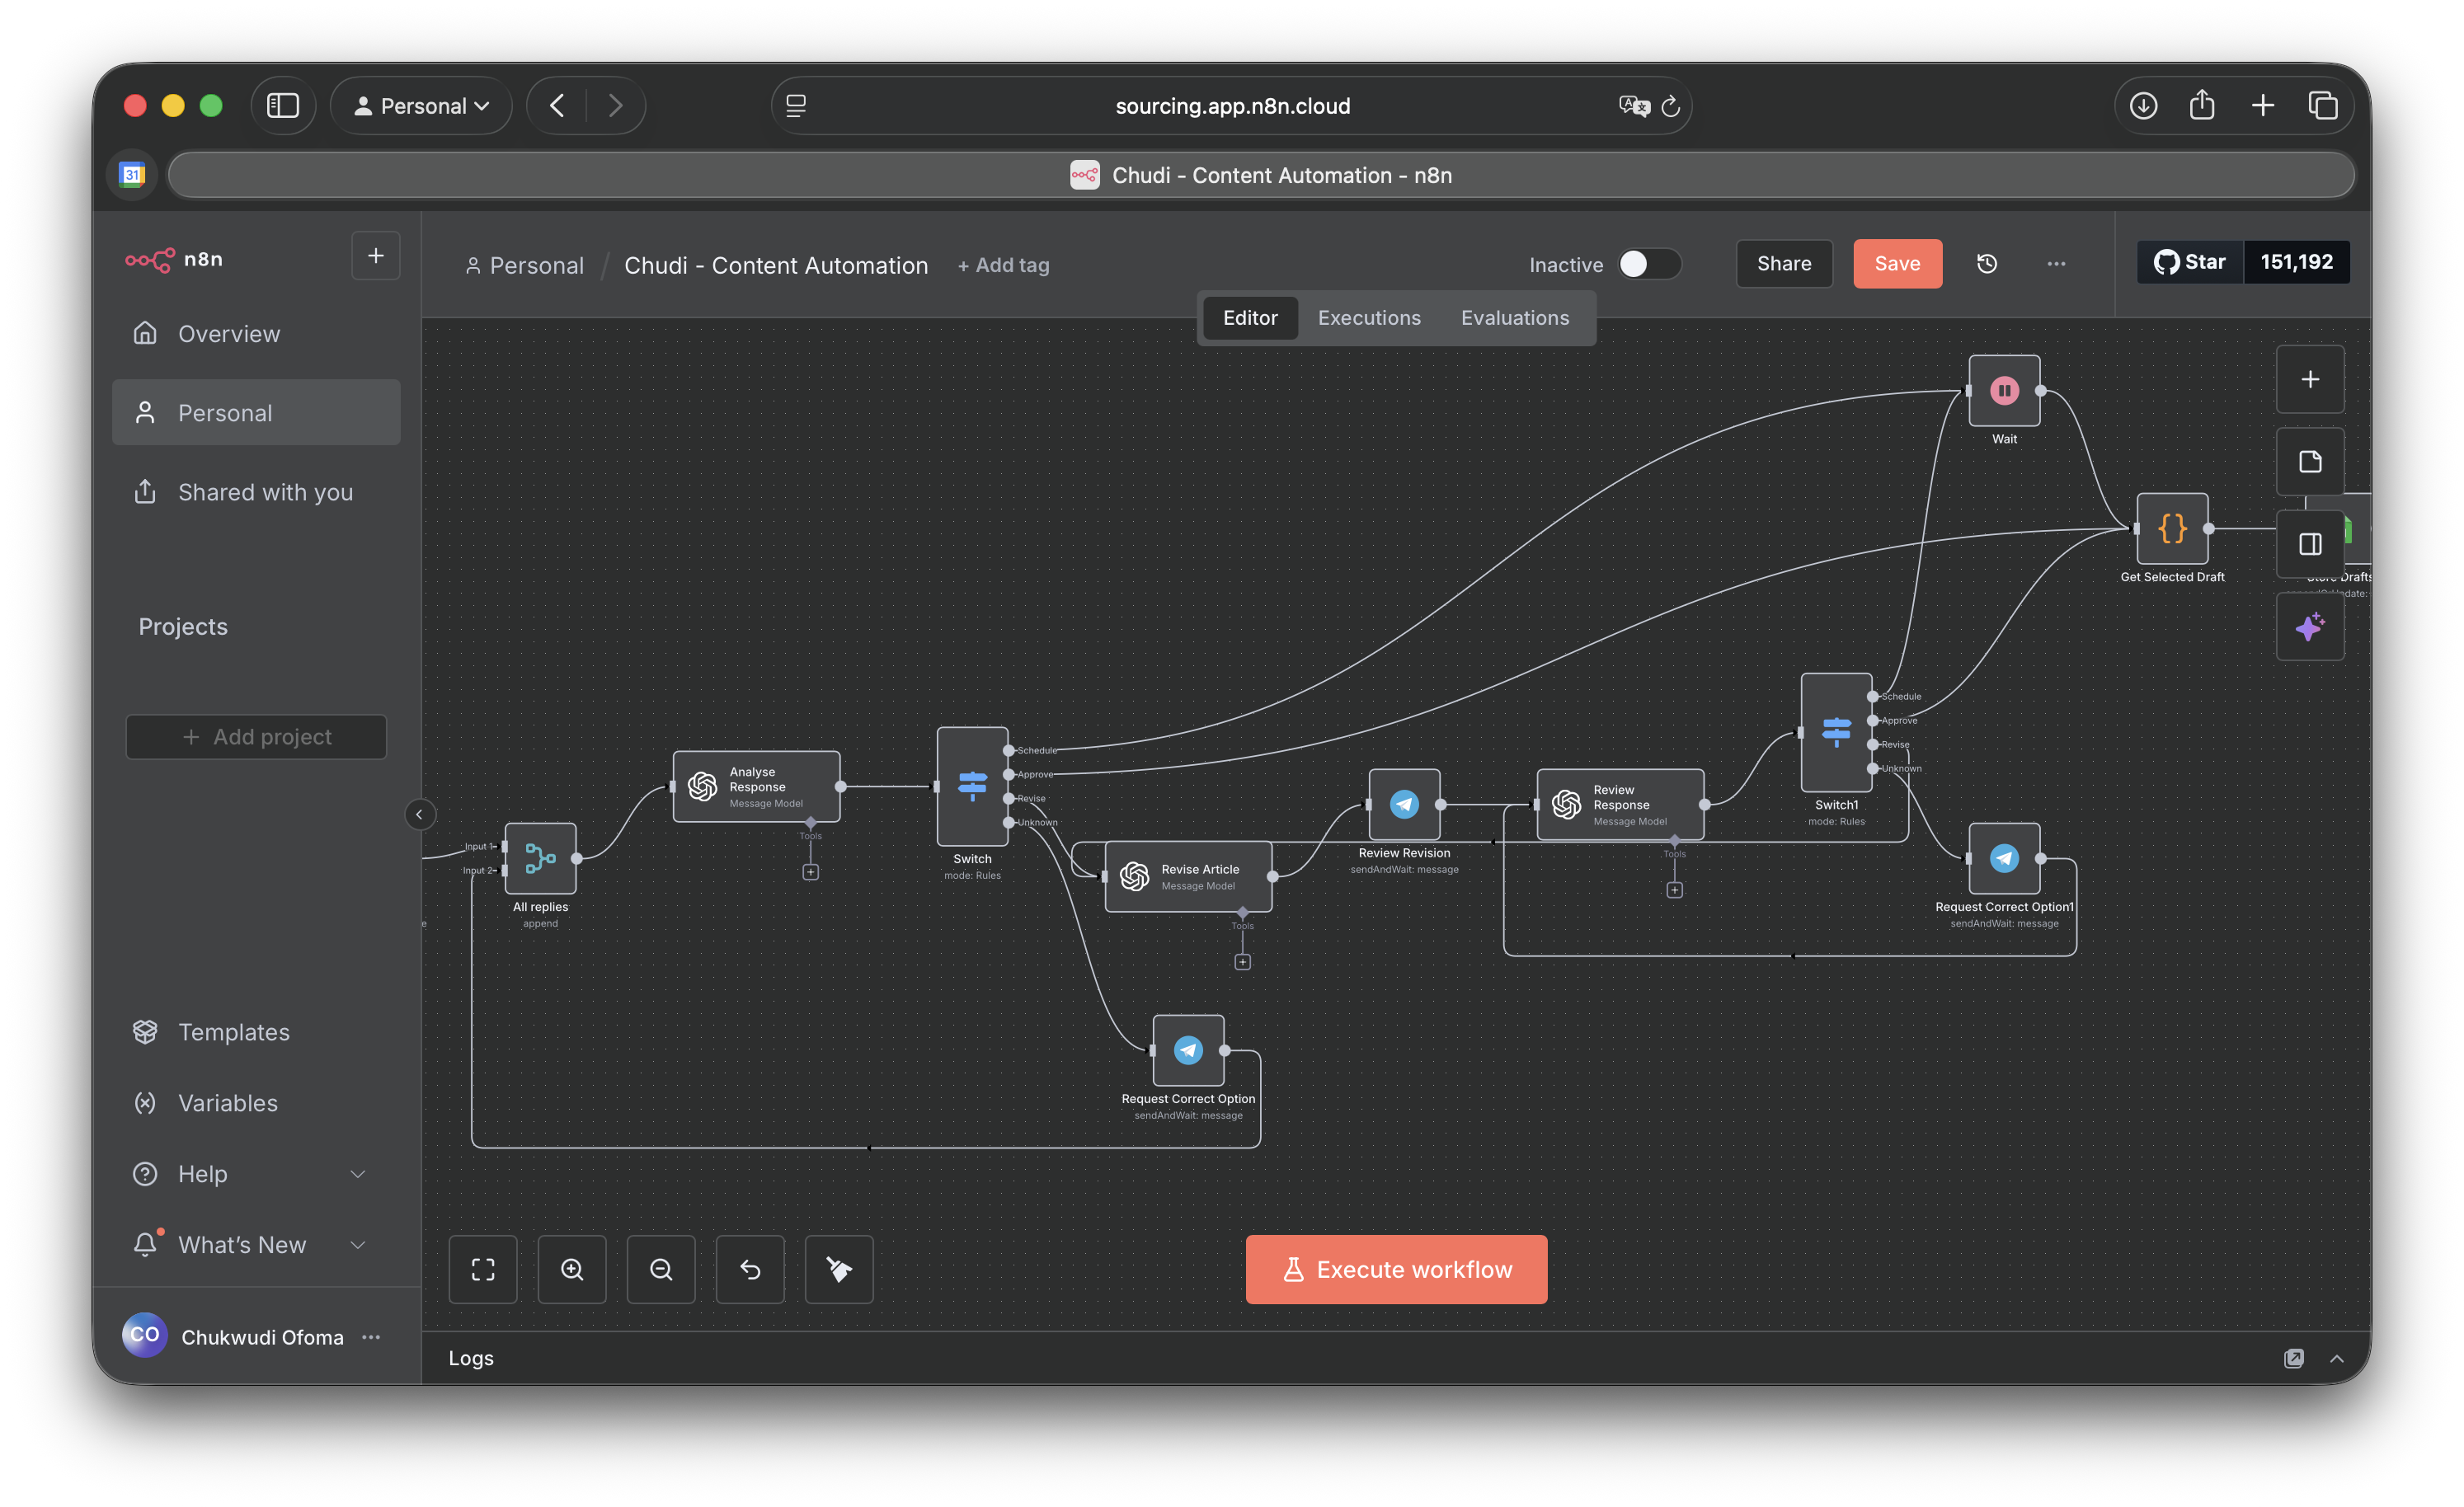 Personal
sourcing.app.n8n.cloud
31
Chudi - Content Automation - n8n
n8n
Personal / Chudi - Content Automation + Add tag
Inactive
Share
Save
Star 151,192
Editor Executions Evaluations
Overview
Personal
Shared with you
Projects
+ Add project
Templates
Variables
Help
What's New
CO Chukwudi Ofoma
Wait
Get Selected Draft
Input 1
Input 2
All replies
append
Analyse
Response
Message Model
Tools
Schedule
Approve
Revise
Unknown
Switch
mode: Rules
Revise Article
Message Model
Tools
Request Correct Option
sendAndWait: message
Review Revision
sendAndWait: message
Review
Response
Message Model
Tools
Schedule
Approve
Revise
Unknown
Switch1
mode: Rules
Request Correct Option1
sendAndWait: message
Execute workflow
Logs